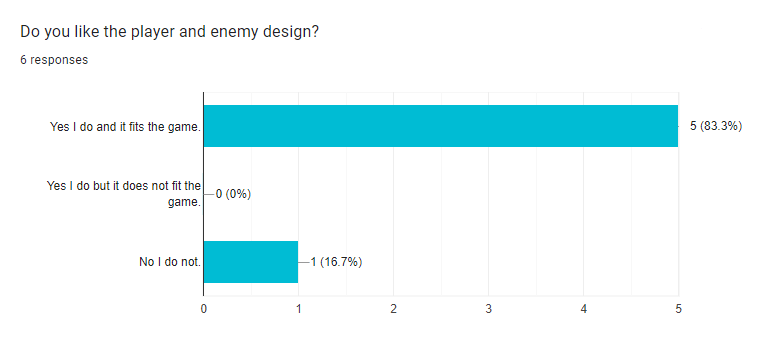 Do you like the player and enemy design?
6 responses
Yes I do and it fits the game.
5 (83.3%)
Yes I do but it does not fit the
game.
0 (0%)
No I do not.
1 (16.7%)
0 1 2 3 4 5